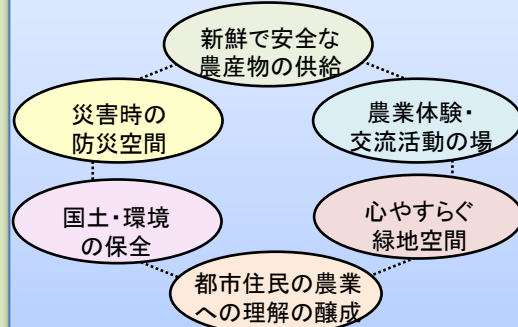 新鮮で安全な
農産物の供給
災害時の
防災空間
農業体験・
交流活動の場
国土・環境
の保全
心やすらぐ
緑地空間
都市住民の農業
への理解の醸成